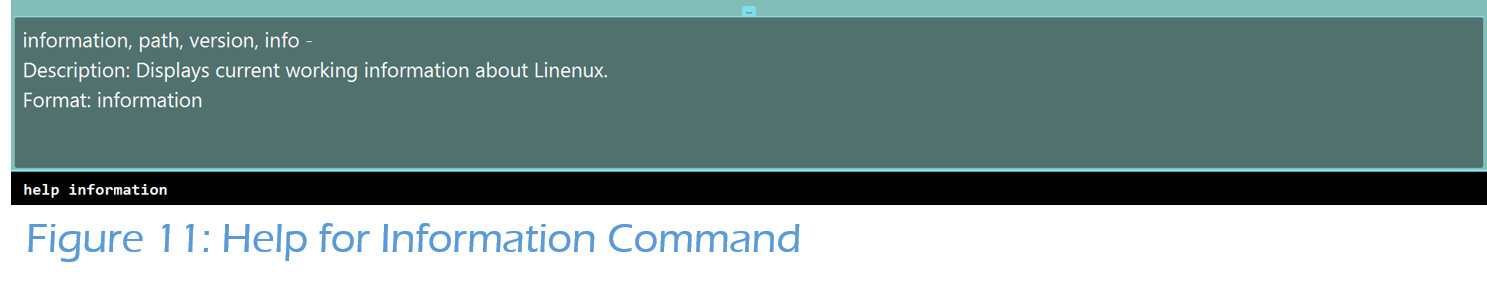 information, path, version, info -
Description: Displays current working information about Linenux.
Format: information
help information
Figure 11: Help for Information Command